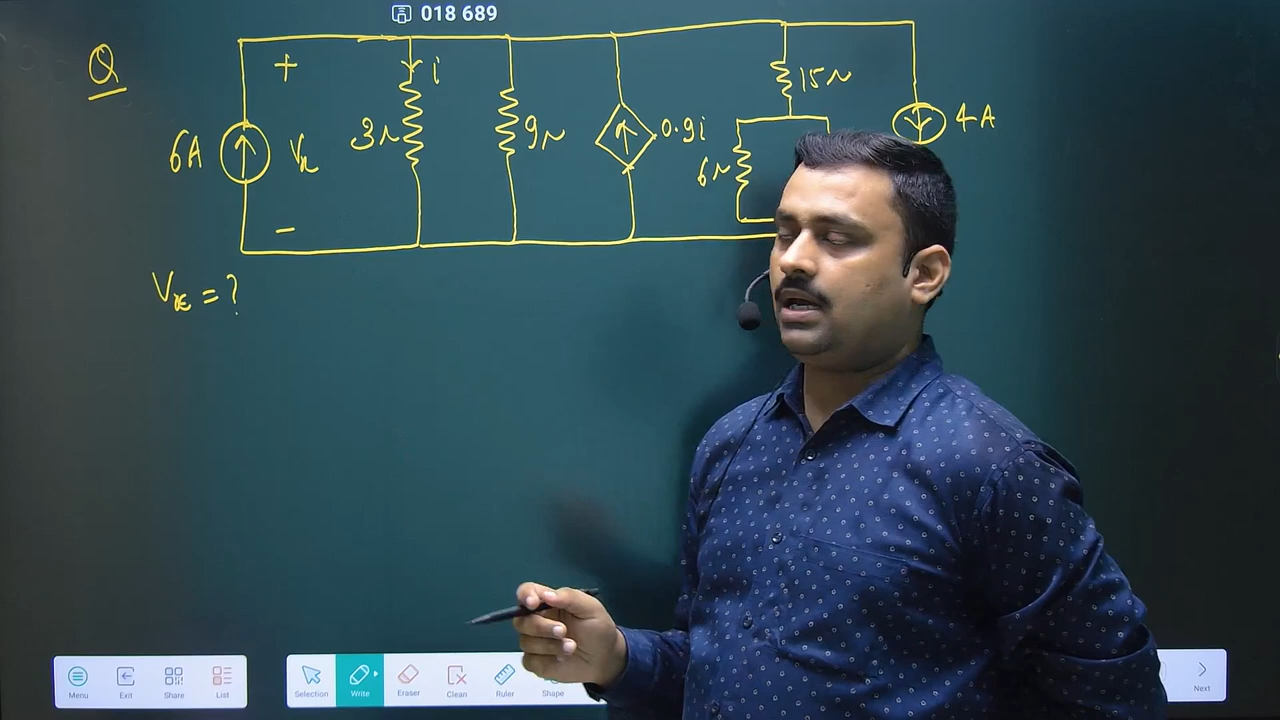 018 689
Q
+
i
15Ω
6A
Vx
3Ω
9Ω
0.9i
4A
6Ω
−
Vx = ?
Menu
Exit
Share
List
Selection
Write
Eraser
Clean
Ruler
Shape
Next